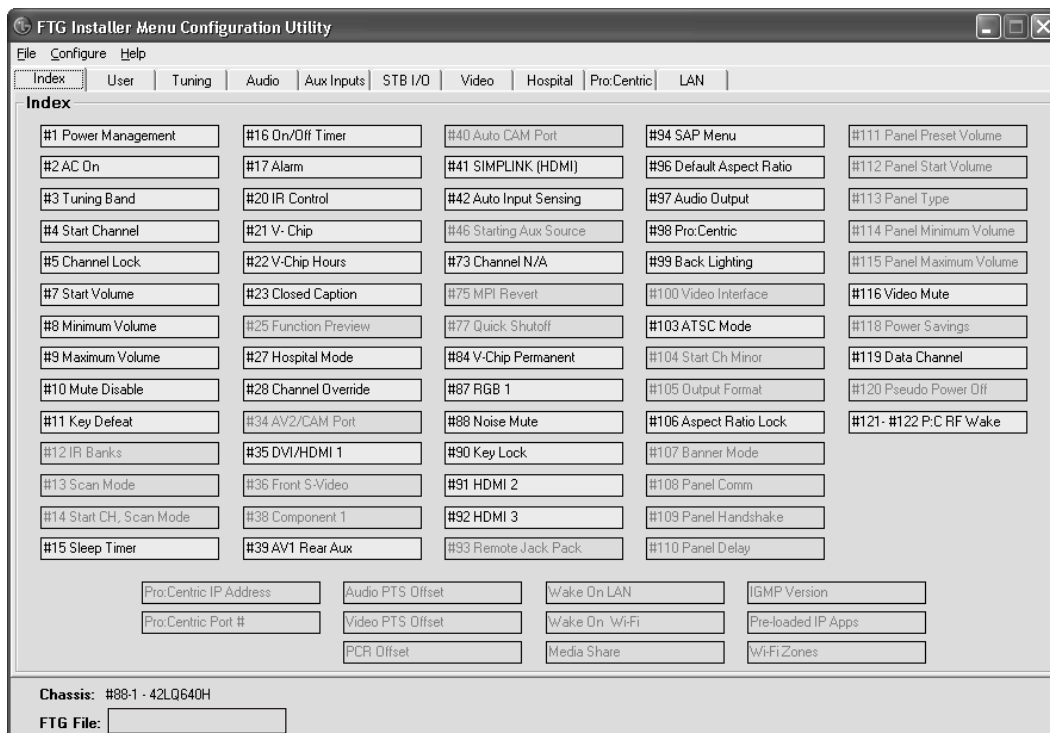 FTG Installer Menu Configuration Utility
File Configure Help
Index User Tuning Audio Aux Inputs STB I/O Video Hospital Pro:Centric LAN
Index
#1 Power Management #16 On/Off Timer #40 Auto CAM Port #94 SAP Menu #111 Panel Preset Volume
#2 AC On #17 Alarm #41 SIMPLINK (HDMI) #96 Default Aspect Ratio #112 Panel Start Volume
#3 Tuning Band #20 IR Control #42 Auto Input Sensing #97 Audio Output #113 Panel Type
#4 Start Channel #21 V- Chip #46 Starting Aux Source #98 Pro:Centric #114 Panel Minimum Volume
#5 Channel Lock #22 V-Chip Hours #73 Channel N/A #99 Back Lighting #115 Panel Maximum Volume
#7 Start Volume #23 Closed Caption #75 MPI Revert #100 Video Interface #116 Video Mute
#8 Minimum Volume #25 Function Preview #77 Quick Shutoff #103 ATSC Mode #118 Power Savings
#9 Maximum Volume #27 Hospital Mode #84 V-Chip Permanent #104 Start Ch Minor #119 Data Channel
#10 Mute Disable #28 Channel Override #87 RGB 1 #105 Output Format #120 Pseudo Power Off
#11 Key Defeat #34 AV2/CAM Port #88 Noise Mute #106 Aspect Ratio Lock #121- #122 P:C RF Wake
#12 IR Banks #35 DVI/HDMI 1 #90 Key Lock #107 Banner Mode
#13 Scan Mode #36 Front S-Video #91 HDMI 2 #108 Panel Comm
#14 Start CH, Scan Mode #38 Component 1 #92 HDMI 3 #109 Panel Handshake
#15 Sleep Timer #39 AV1 Rear Aux #93 Remote Jack Pack #110 Panel Delay
Pro:Centric IP Address Audio PTS Offset Wake On LAN IGMP Version
Pro:Centric Port # Video PTS Offset Wake On Wi-Fi Pre-loaded IP Apps
PCR Offset Media Share Wi-Fi Zones
Chassis: #88-1 - 42LQ640H
FTG File: